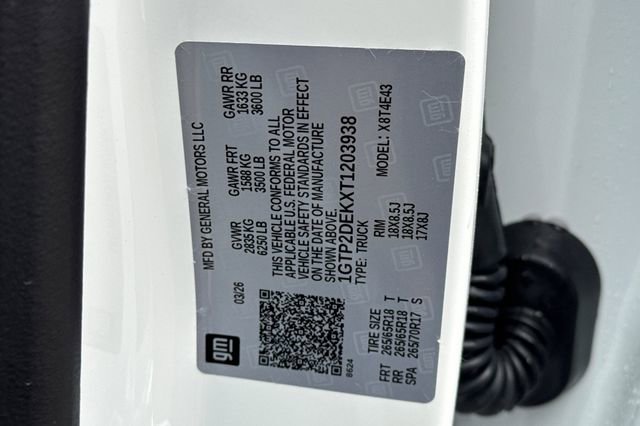 MFD BY GENERAL MOTORS LLC
03/26
GVWR GAWR FRT GAWR RR
2835 KG 1588 KG 1633 KG
6250 LB 3500 LB 3600 LB
THIS VEHICLE CONFORMS TO ALL
APPLICABLE U.S. FEDERAL MOTOR
VEHICLE SAFETY STANDARDS IN EFFECT
ON THE DATE OF MANUFACTURE
SHOWN ABOVE.
1GTP2DEKXT1203938
TYPE: TRUCK MODEL: X8T4E43
TIRE SIZE RIM
FRT 265/65R18 T 18X8.5J
RR 265/65R18 T 18X8.5J
SPA 265/70R17 S 17X8J
gm
8624